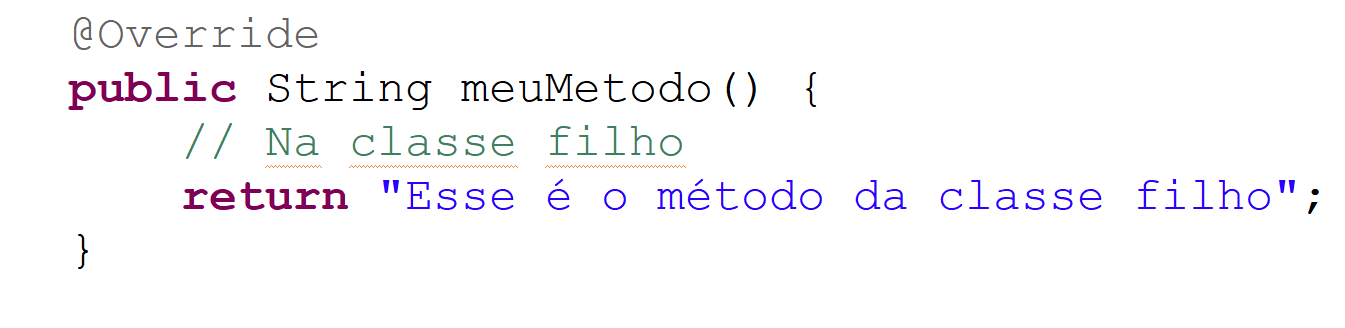 @Override
public String meuMetodo() {
    // Na classe filho
    return "Esse é o método da classe filho";
}